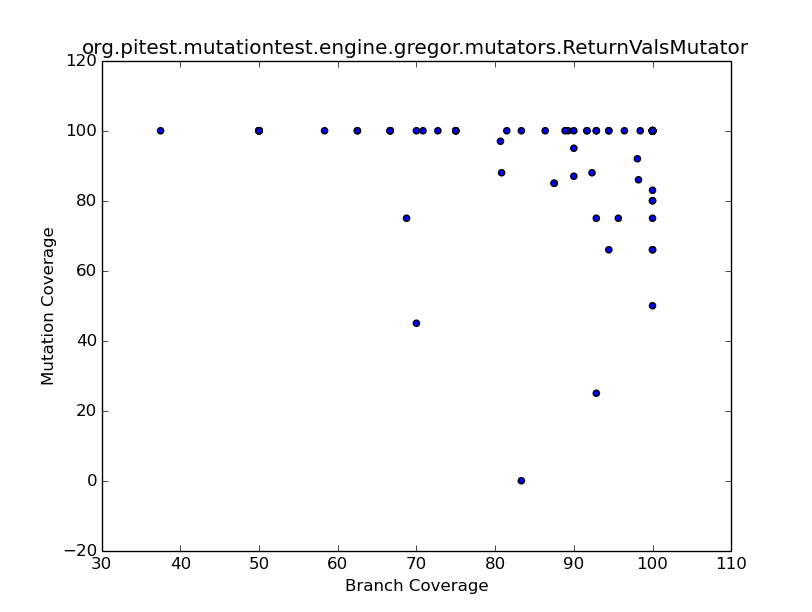 org.pitest.mutationtest.engine.gregor.mutators.ReturnValsMutator
120
100
80
60
40
20
0
−20
Mutation Coverage
30 40 50 60 70 80 90 100 110
Branch Coverage